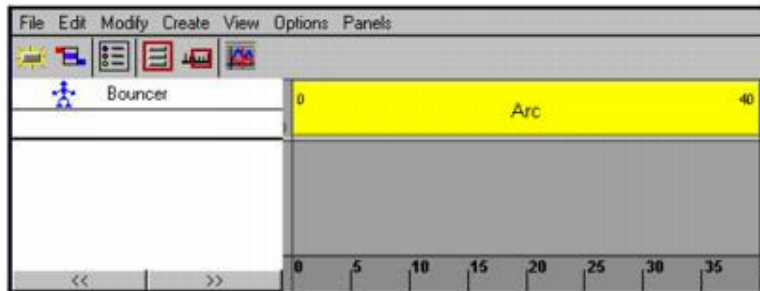 File Edit Modify Create View Options Panels
Bouncer
0 Arc 40
<< >> 0 5 10 15 20 25 30 35